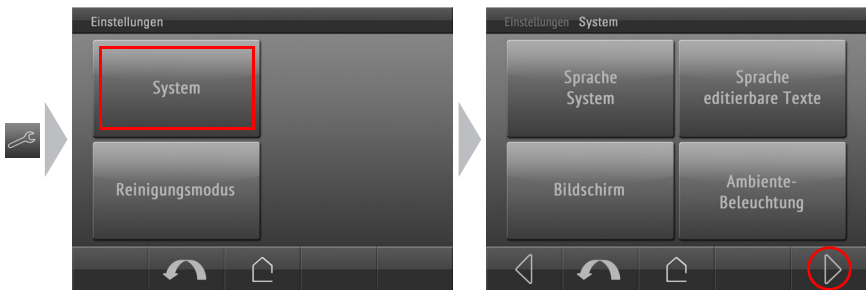 Einstellungen
System
Reinigungsmodus
Einstellungen System
Sprache
System
Sprache
editierbare Texte
Bildschirm
Ambiente-
Beleuchtung